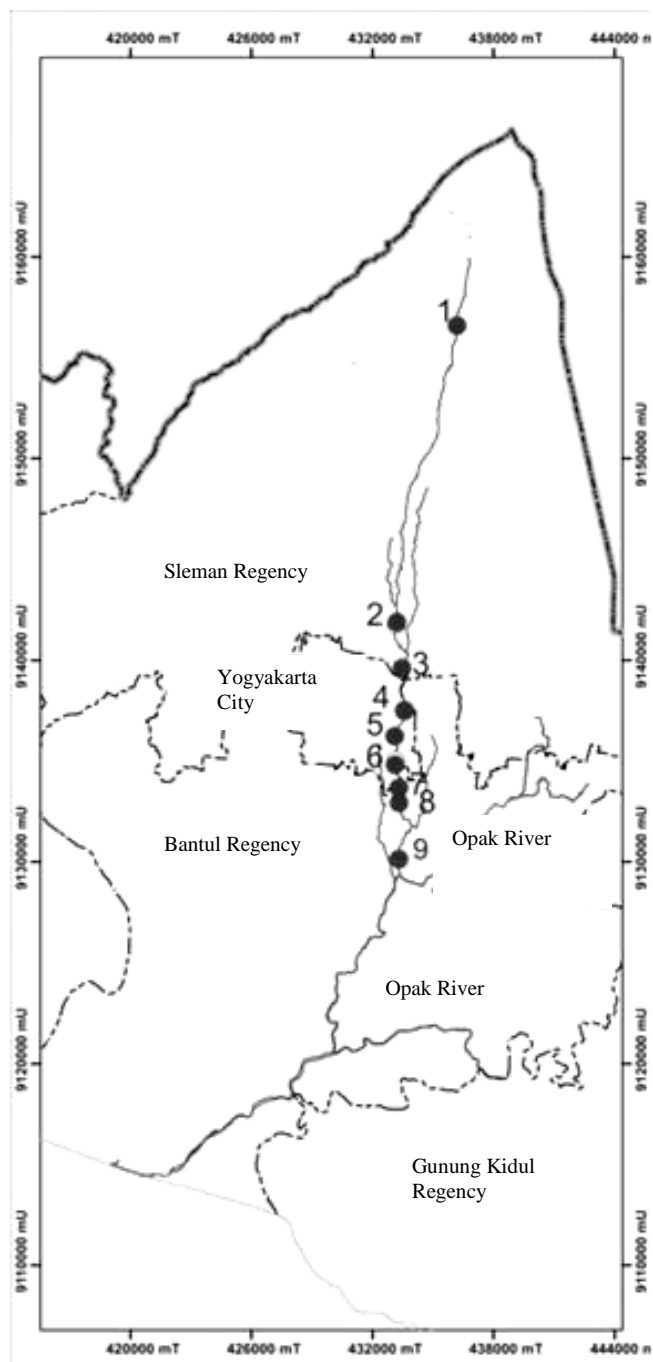 420000 mT 426000 mT 432000 mT 438000 mT 444000 mT
9160000 mU
9160000 mU
1
9150000 mU
9150000 mU
Sleman Regency
2
9140000 mU
9140000 mU
3
Yogyakarta
City
4
5
6
7
8
Opak River
Bantul Regency
9
9130000 mU
9130000 mU
Opak River
9120000 mU
9120000 mU
Gunung Kidul
Regency
9110000 mU
9110000 mU
420000 mT 426000 mT 432000 mT 438000 mT 444000 mT